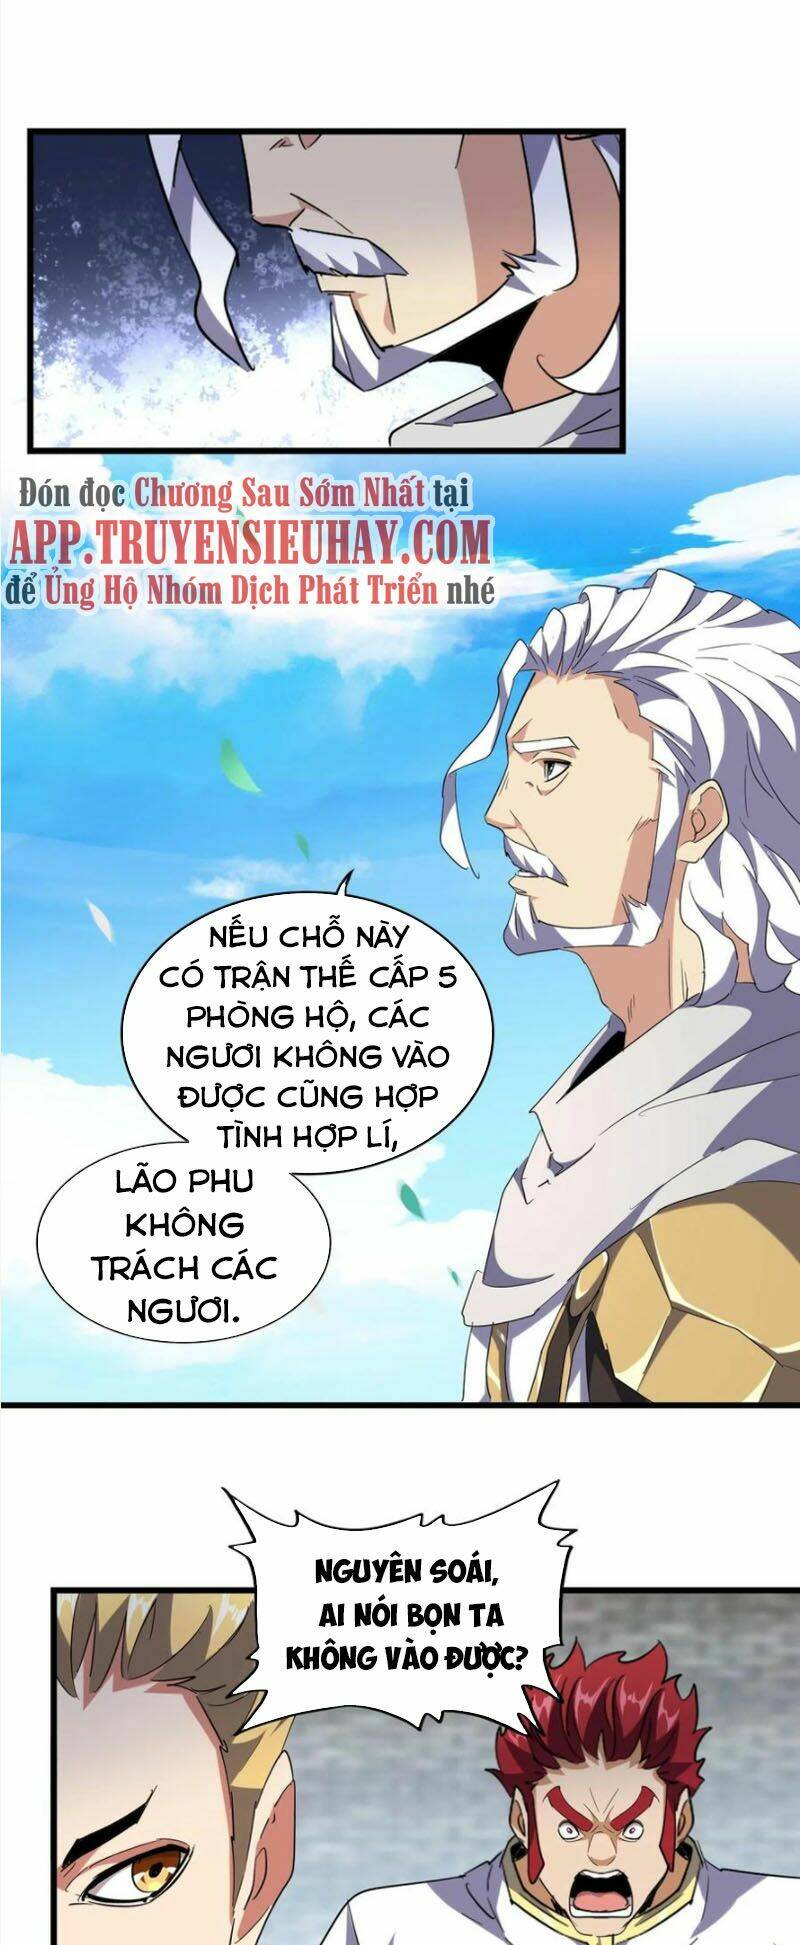 Đón đọc Chương Sau Sớm Nhất tại
APP.TRUYENSIEUHAY.COM
để Ủng Hộ Nhóm Dịch Phát Triển nhé
NẾU CHỖ NÀY
CÓ TRẬN THẾ CẤP 5
PHÒNG HỘ, CÁC
NGƯƠI KHÔNG VÀO
ĐƯỢC CŨNG HỢP
TÌNH HỢP LÍ,
LÃO PHU
KHÔNG
TRÁCH CÁC
NGƯƠI.
NGUYÊN SOÁI,
AI NÓI BỌN TA
KHÔNG VÀO ĐƯỢC?